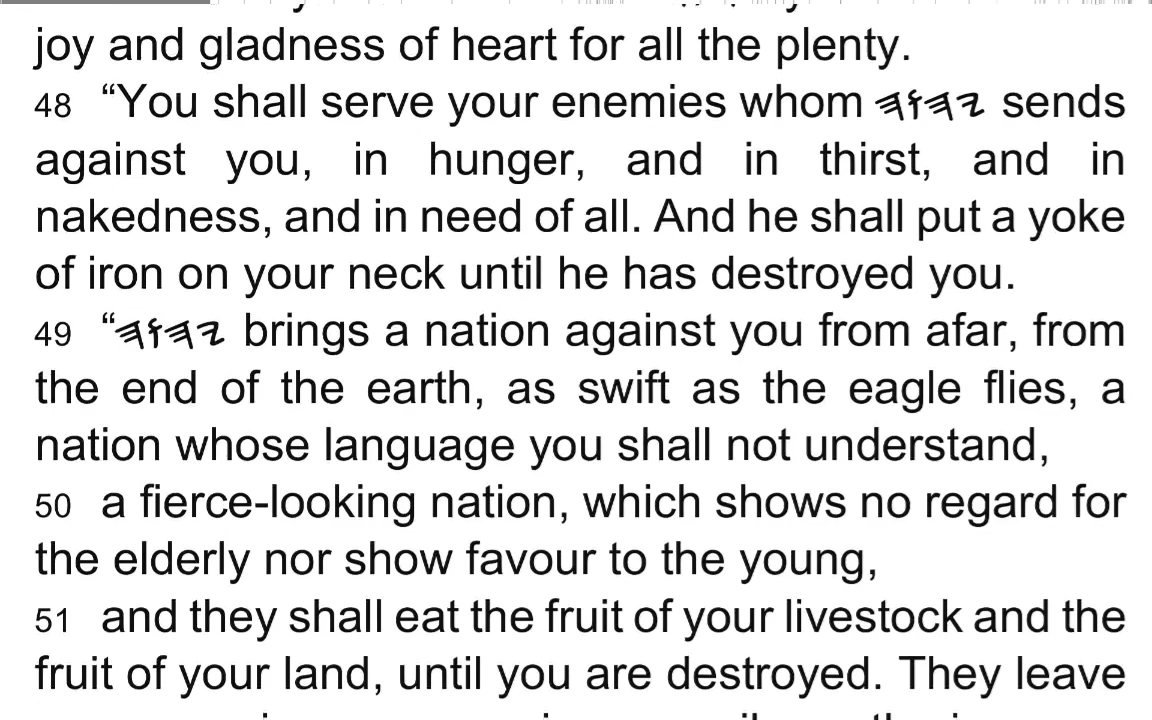 joy and gladness of heart for all the plenty.
48 “You shall serve your enemies whom 𐤉𐤄𐤅𐤄 sends
against you, in hunger, and in thirst, and in
nakedness, and in need of all. And he shall put a yoke
of iron on your neck until he has destroyed you.
49 “𐤉𐤄𐤅𐤄 brings a nation against you from afar, from
the end of the earth, as swift as the eagle flies, a
nation whose language you shall not understand,
50 a fierce-looking nation, which shows no regard for
the elderly nor show favour to the young,
51 and they shall eat the fruit of your livestock and the
fruit of your land, until you are destroyed. They leave